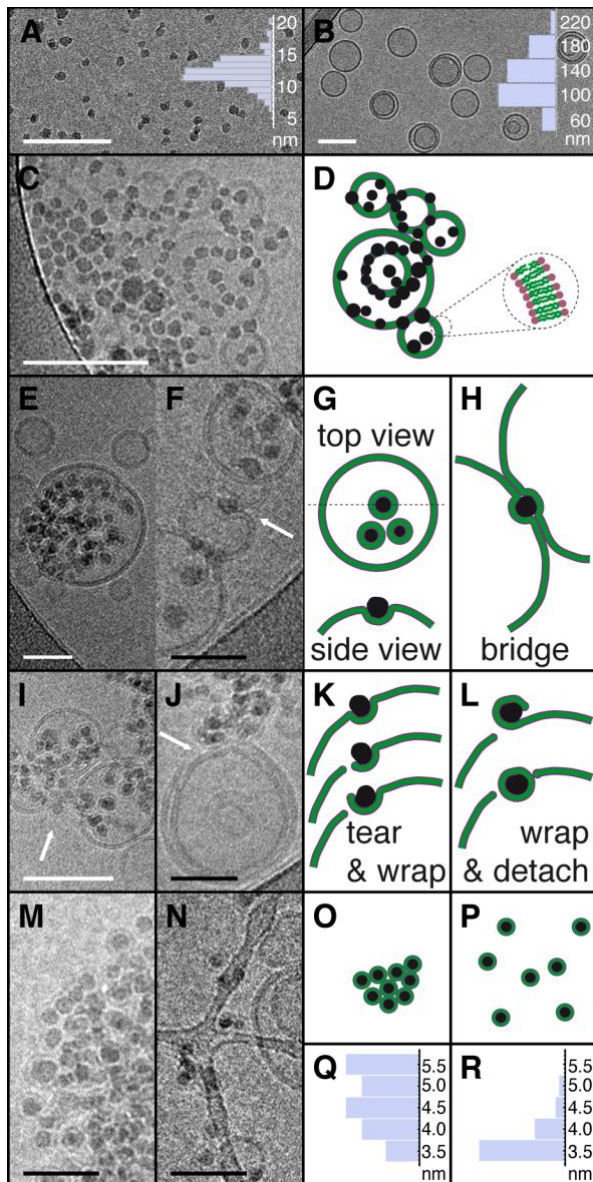 A
20
15
10
5
nm
B
220
180
140
100
60
nm
C
D
E
F
G
top view
side view
H
bridge
I
J
K
tear
& wrap
L
wrap
& detach
M
N
O
P
Q
5.5
5.0
4.5
4.0
3.5
nm
R
5.5
5.0
4.5
4.0
3.5
nm